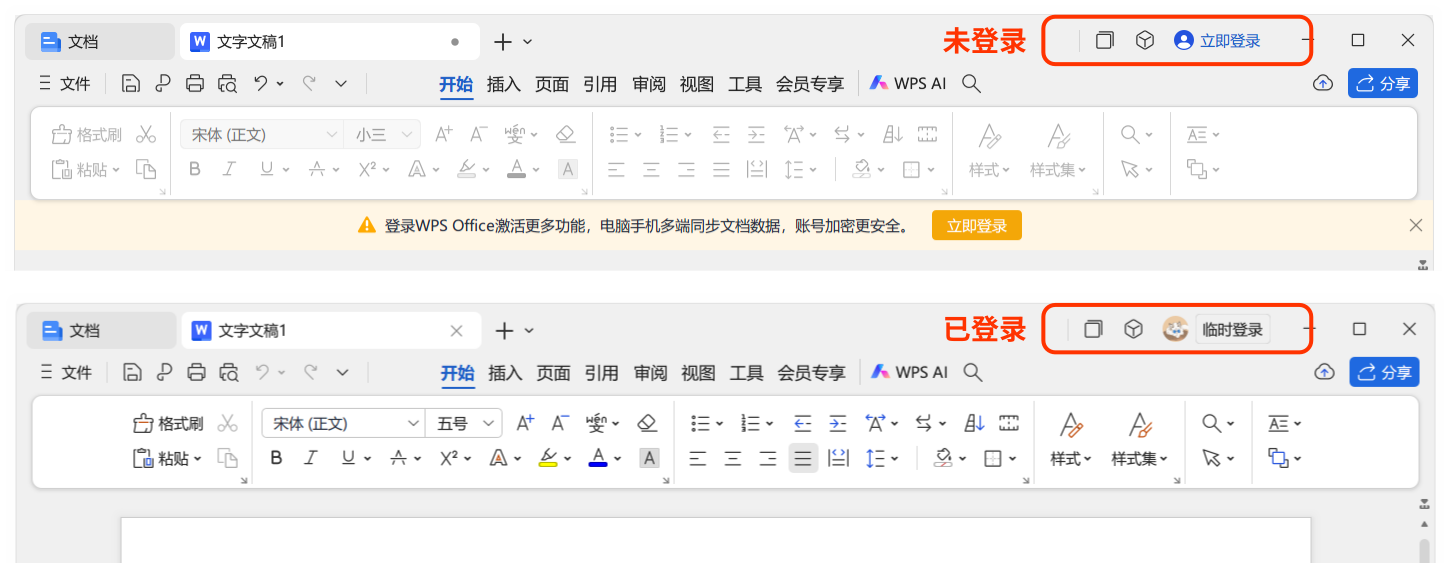 文档 W 文字文稿1 未登录 立即登录
文件 开始 插入 页面 引用 审阅 视图 工具 会员专享 WPS AI 分享
格式刷 宋体 (正文) 小三 A+ A- wén A
粘贴 B I U A X² A A A 样式 样式集
登录WPS Office激活更多功能，电脑手机多端同步文档数据，账号加密更安全。 立即登录
文档 W 文字文稿1 已登录 临时登录
文件 开始 插入 页面 引用 审阅 视图 工具 会员专享 WPS AI 分享
格式刷 宋体 (正文) 五号 A+ A- wén A
粘贴 B I U A X² A A A 样式 样式集